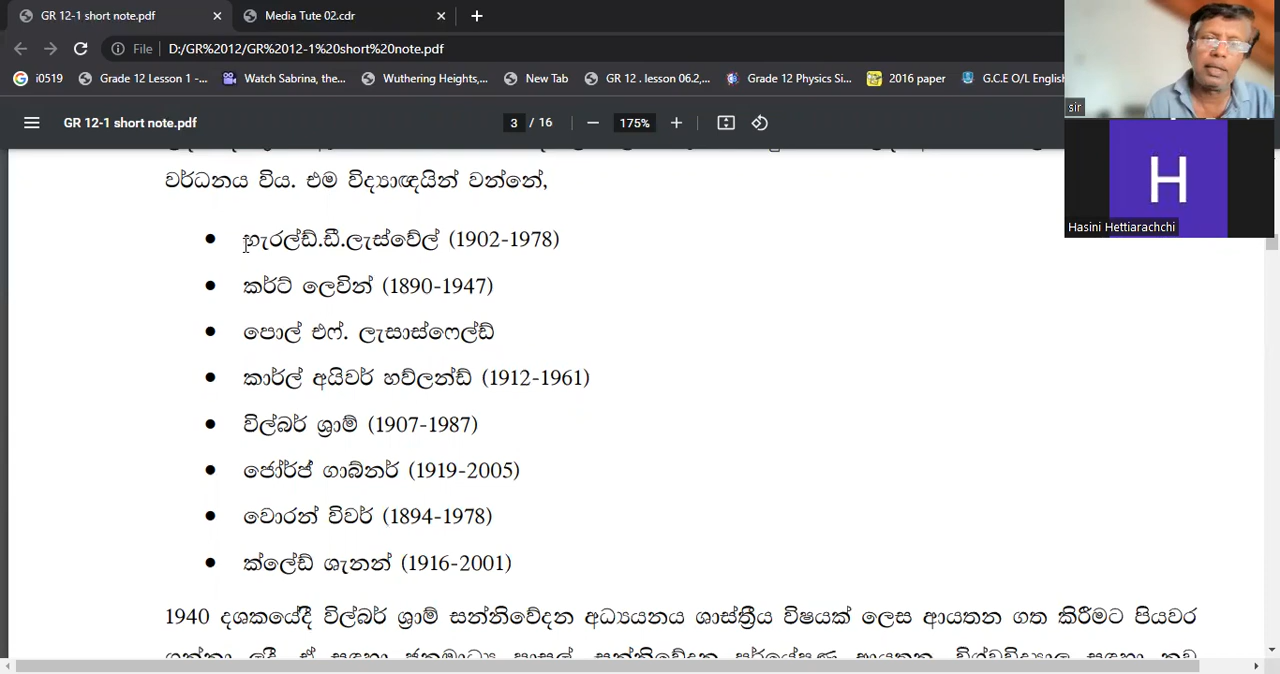 GR 12-1 short note.pdf
Media Tute 02.cdr
File
D:/GR%2012/GR%2012-1%20short%20note.pdf
i0519
Grade 12 Lesson 1 -...
Watch Sabrina, the...
Wuthering Heights,...
New Tab
GR 12 . lesson 06.2,...
Grade 12 Physics Si...
2016 paper
G.C.E O/L English
GR 12-1 short note.pdf
3 / 16
175%
sir
H
Hasini Hettiarachchi
වර්ධනය විය. එම විද්‍යාඥයින් වන්නේ,
• හැරල්ඩ්.ඩී.ලැස්වේල් (1902-1978)
• කර්ට් ලෙවින් (1890-1947)
• පොල් එෆ්. ලැසාස්ෆෙල්ඩ්
• කාර්ල් අයිවර් හව්ලන්ඩ් (1912-1961)
• විල්බර් ශ්‍රාම් (1907-1987)
• ජෝර්ජ් ගාබ්නර් (1919-2005)
• වොරන් විවර් (1894-1978)
• ක්ලේඩ් ශැනන් (1916-2001)
1940 දශකයේදී විල්බර් ශ්‍රාම් සන්නිවේදන අධ්‍යයනය ශාස්ත්‍රීය විෂයක් ලෙස ආයතන ගත කිරීමට පියවර